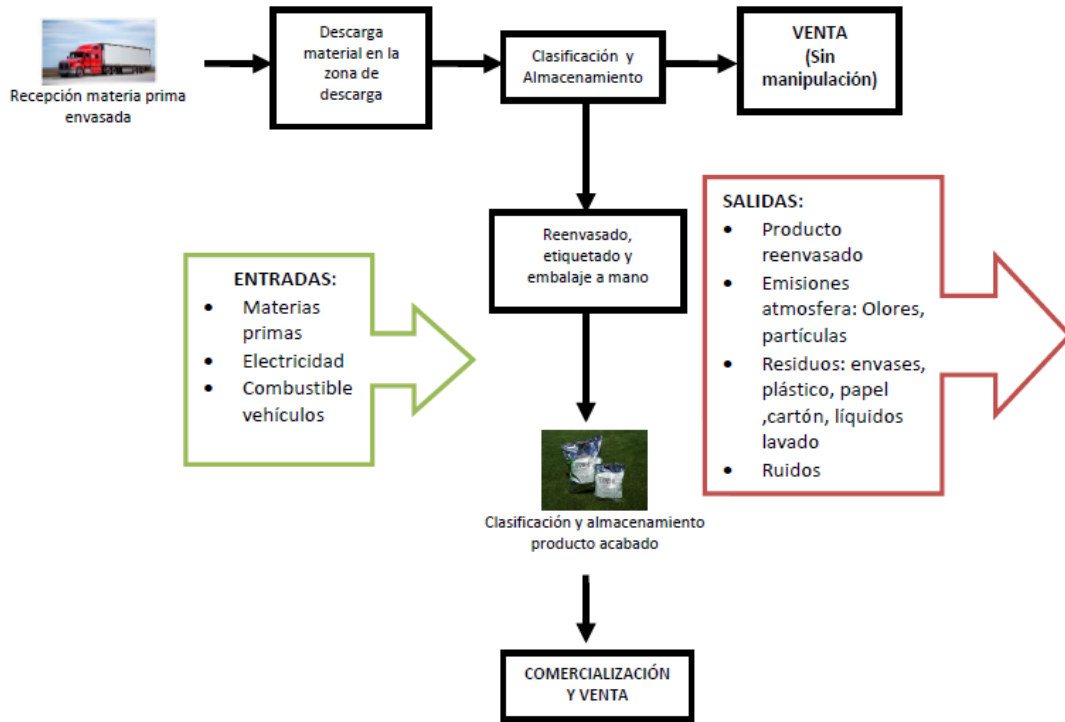 Recepción materia prima
envasada
Descarga
material en la
zona de
descarga
Clasificación y
Almacenamiento
VENTA
(Sin
manipulación)
Reenvasado,
etiquetado y
embalaje a mano
ENTRADAS:
• Materias
primas
• Electricidad
• Combustible
vehículos
SALIDAS:
• Producto
reenvasado
• Emisiones
atmosfera: Olores,
partículas
• Residuos: envases,
plástico, papel
,cartón, líquidos
lavado
• Ruidos
Clasificación y almacenamiento
producto acabado
COMERCIALIZACIÓN
Y VENTA